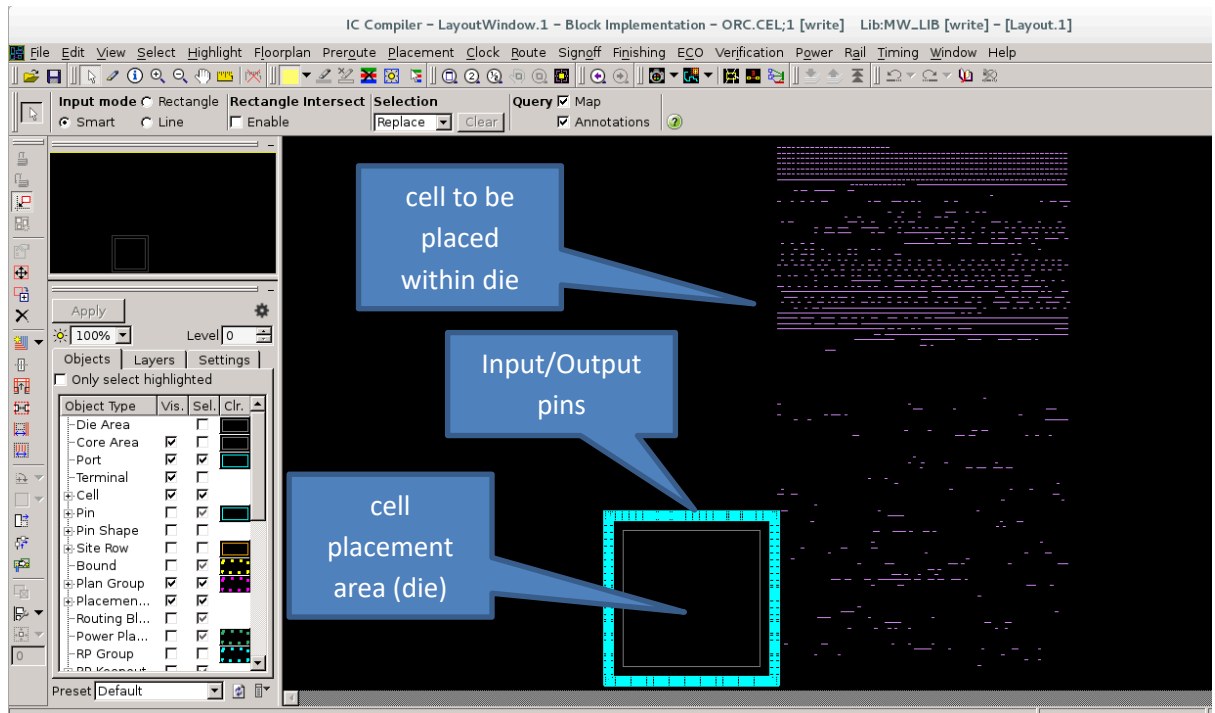 IC Compiler – LayoutWindow.1 – Block Implementation – ORC.CEL;1 [write] Lib:MW_LIB [write] – [Layout.1]
File Edit View Select Highlight Floorplan Preroute Placement Clock Route Signoff Finishing ECO Verification Power Rail Timing Window Help
Input mode Rectangle Rectangle Intersect Selection Query Map
Smart Line Enable Replace Clear Annotations
cell to be
placed
within die
Apply
100% Level 0
Objects Layers Settings
Only select highlighted
Object Type Vis. Sel. Clr.
Die Area
Core Area
Port
Terminal
Cell
Pin
Pin Shape
Site Row
Bound
Plan Group
Placemen...
Routing Bl...
Power Pla...
RP Group
RP Keepout
Preset Default
0
Input/Output
pins
cell
placement
area (die)